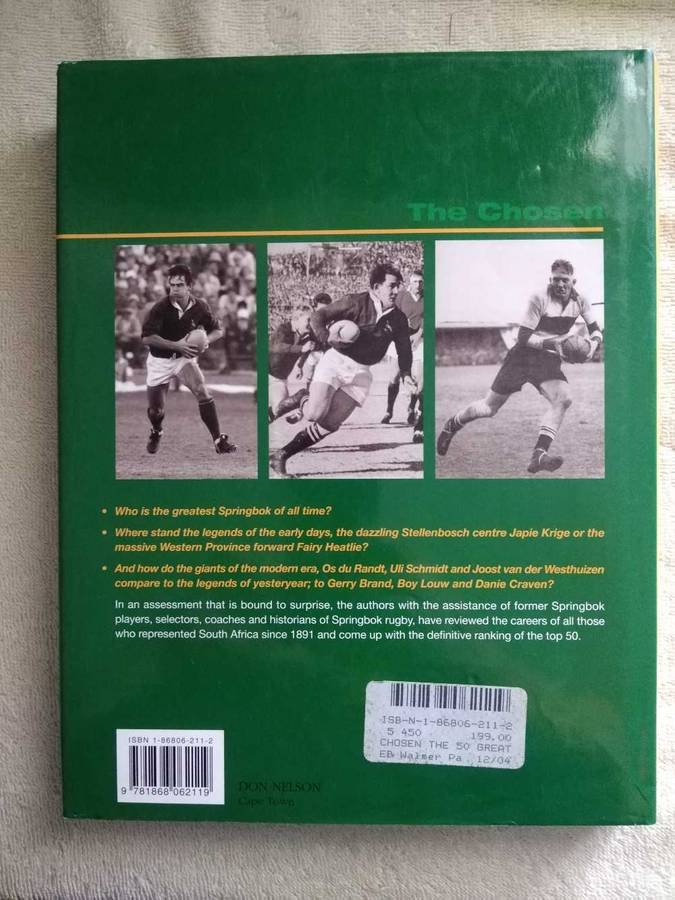 The Chosen
• Who is the greatest Springbok of all time?
• Where stand the legends of the early days, the dazzling Stellenbosch centre Japie Krige or the
massive Western Province forward Fairy Heatlie?
• And how do the giants of the modern era, Os du Randt, Uli Schmidt and Joost van der Westhuizen
compare to the legends of yesteryear; to Gerry Brand, Boy Louw and Danie Craven?
In an assessment that is bound to surprise, the authors with the assistance of former Springbok
players, selectors, coaches and historians of Springbok rugby, have reviewed the careers of all those
who represented South Africa since 1891 and come up with the definitive ranking of the top 50.
ISB-N-1-86806-211-2
5 450 199.00
CHOSEN THE 50 GREAT
EB Walmer Pa 12/04
ISBN 1-86806-211-2
9 781868 062119
DON NELSON
Cape Town